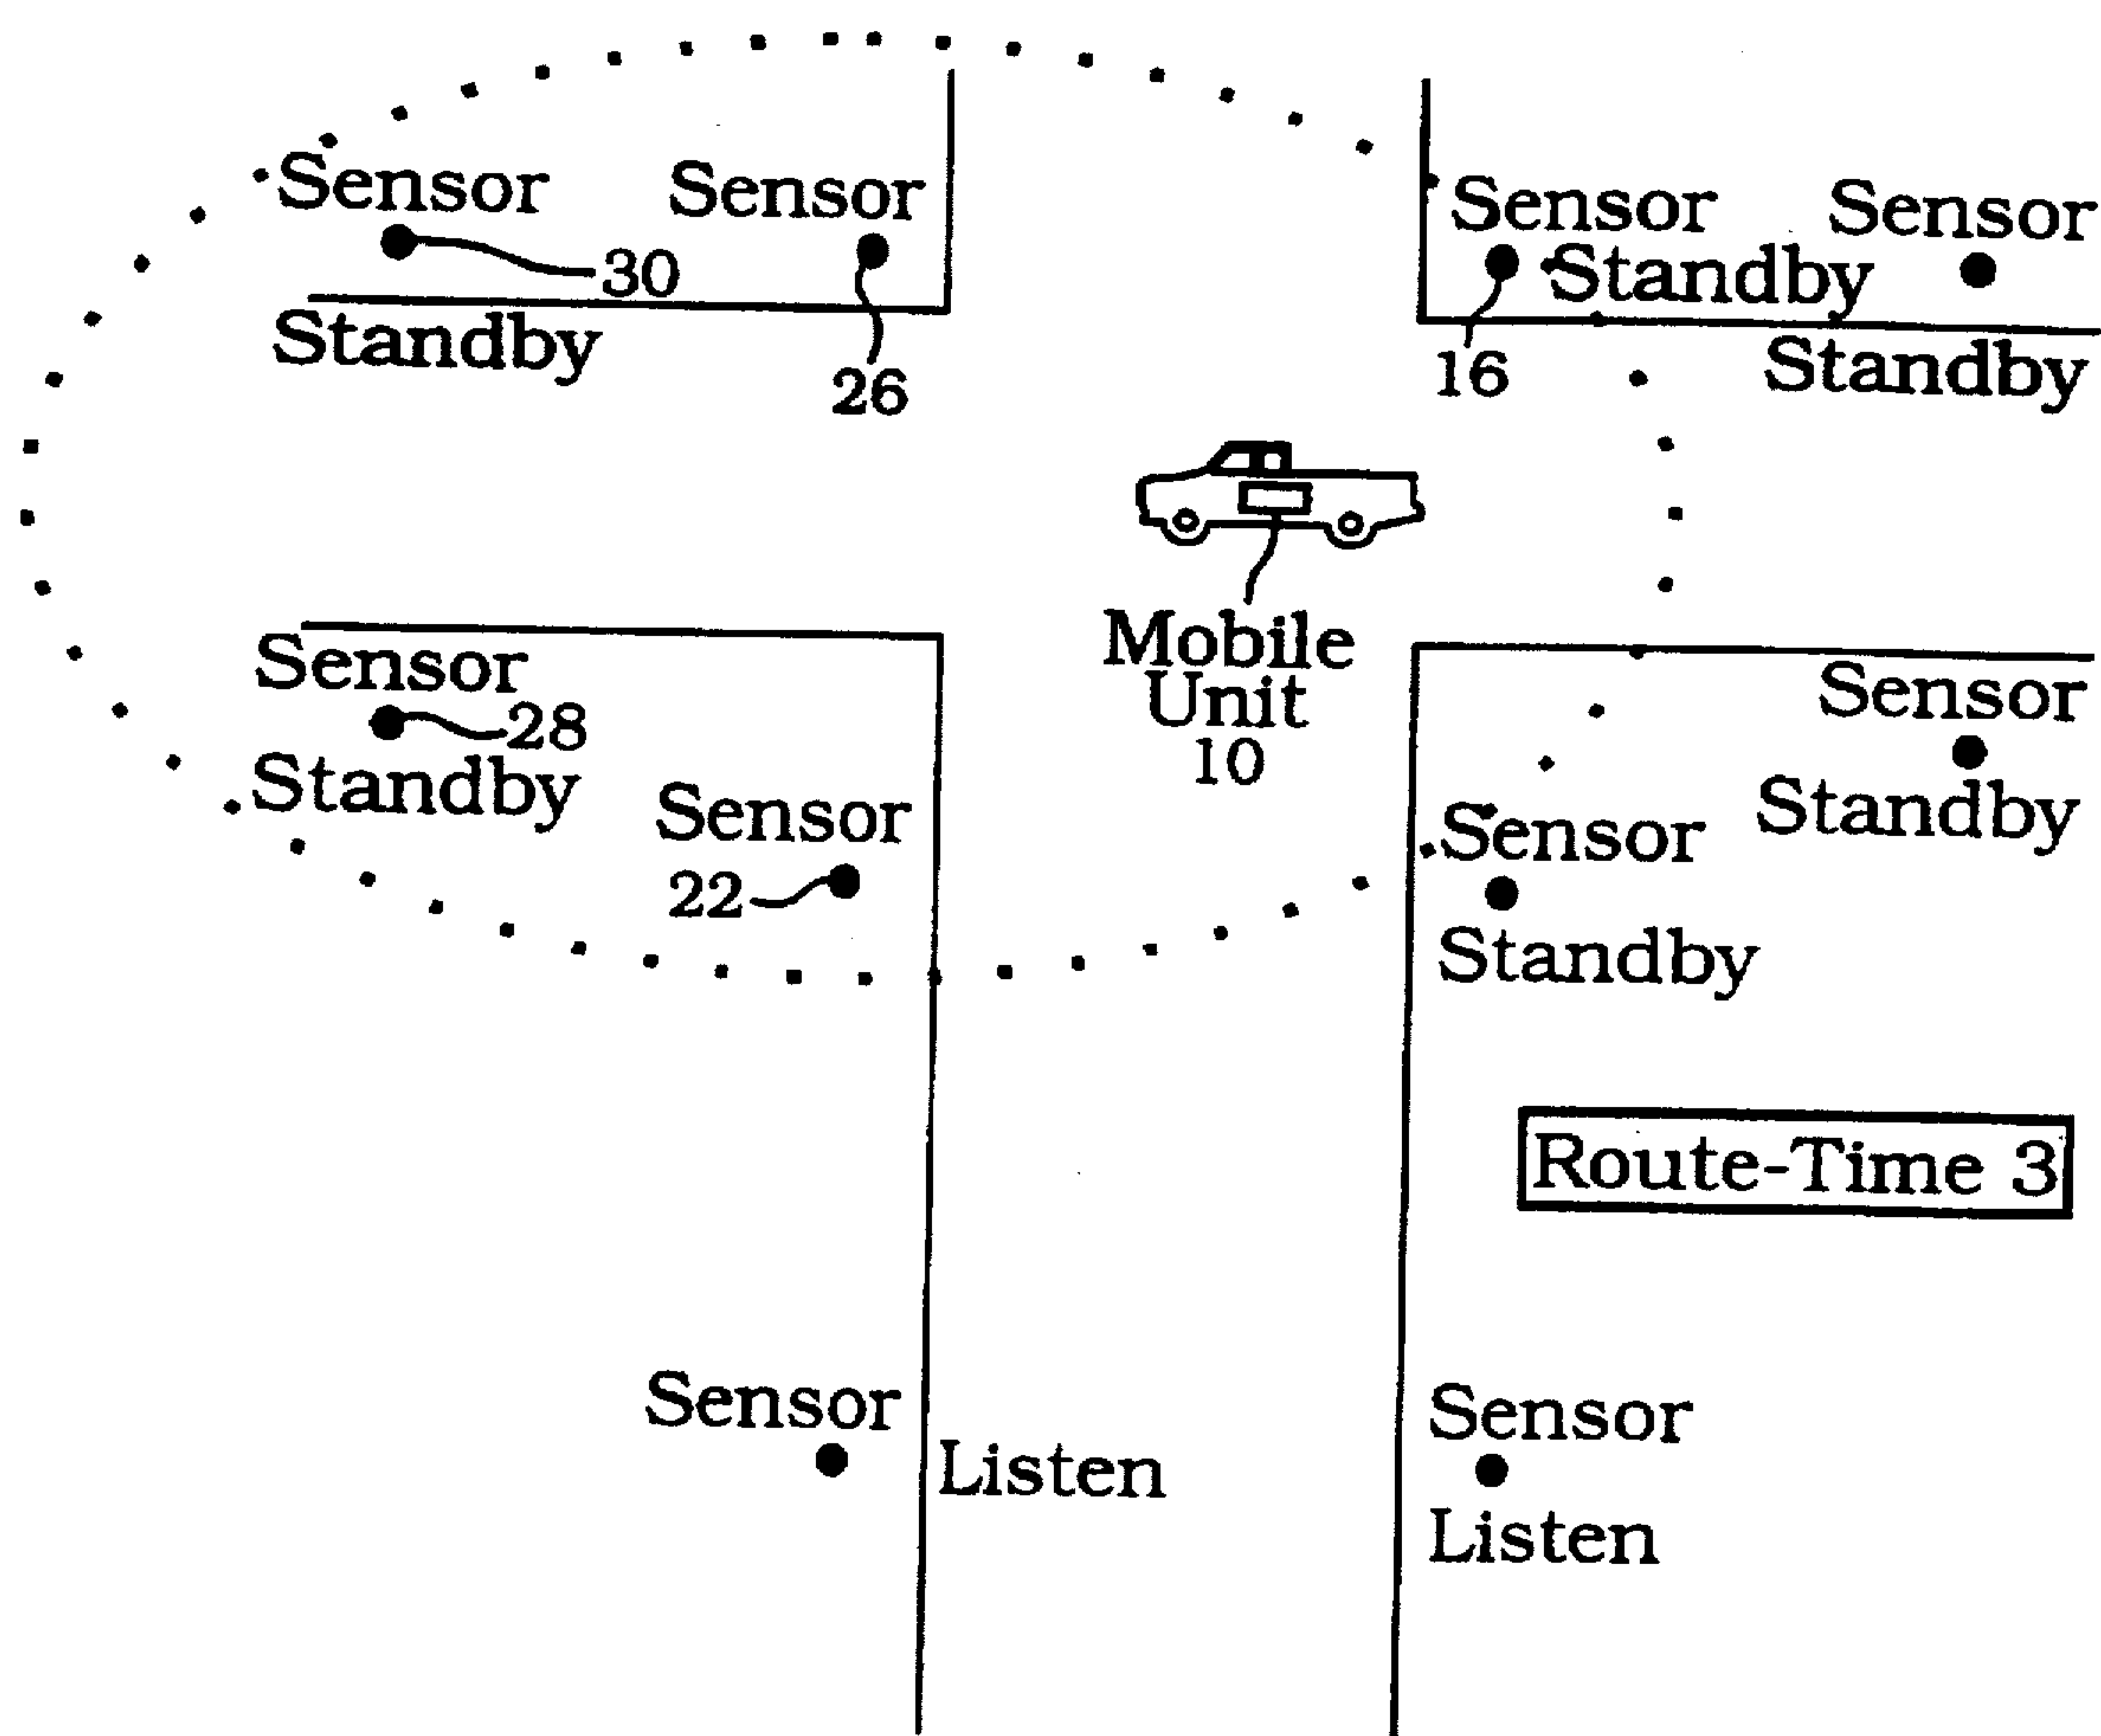 Sensor
30
Standby
Sensor
26
Sensor
Standby
16
Sensor
Standby
Mobile
Unit
10
Sensor
28
Standby
Sensor
22
Sensor
Standby
Sensor
Standby
Route-Time 3
Sensor
Listen
Sensor
Listen